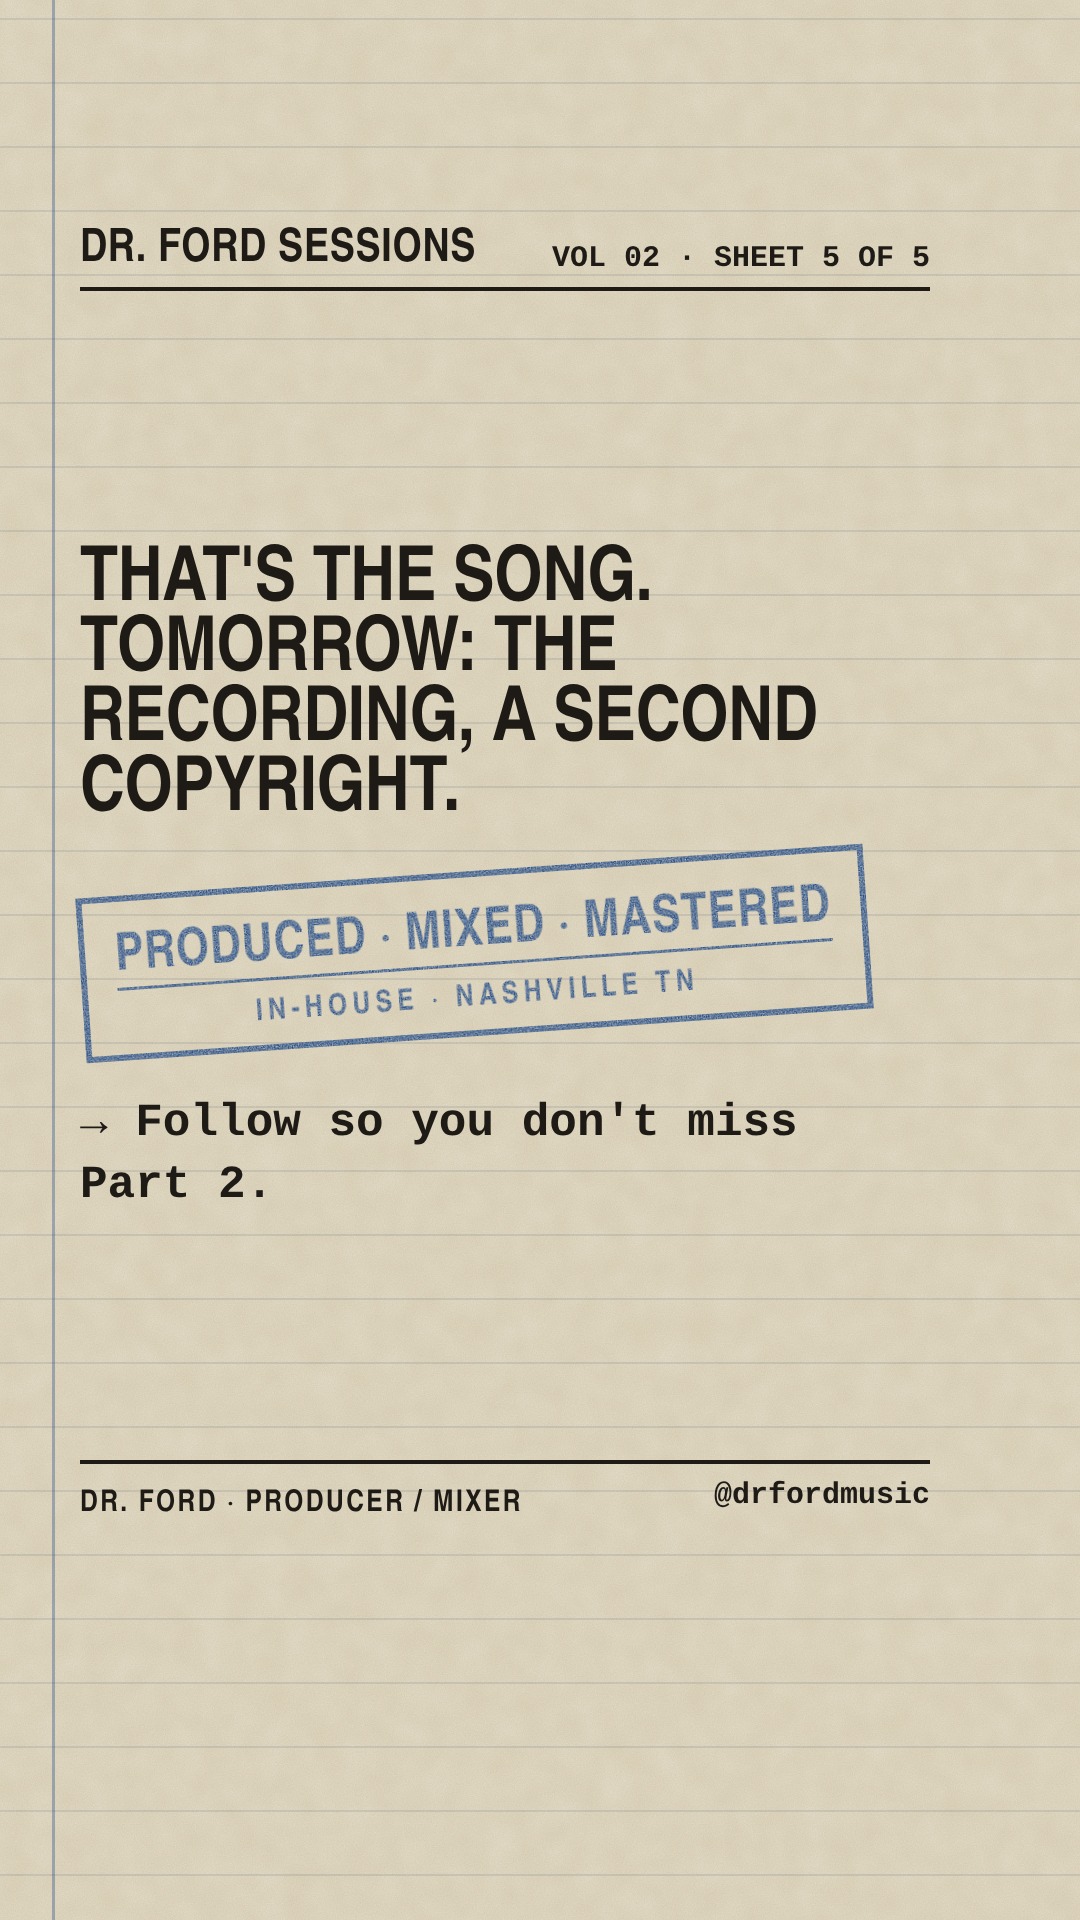 DR. FORD SESSIONS
VOL 02 · SHEET 5 OF 5
THAT'S THE SONG.
TOMORROW: THE
RECORDING, A SECOND
COPYRIGHT.
PRODUCED · MIXED · MASTERED
IN-HOUSE · NASHVILLE TN
→ Follow so you don't miss
Part 2.
DR. FORD · PRODUCER / MIXER
@drfordmusic